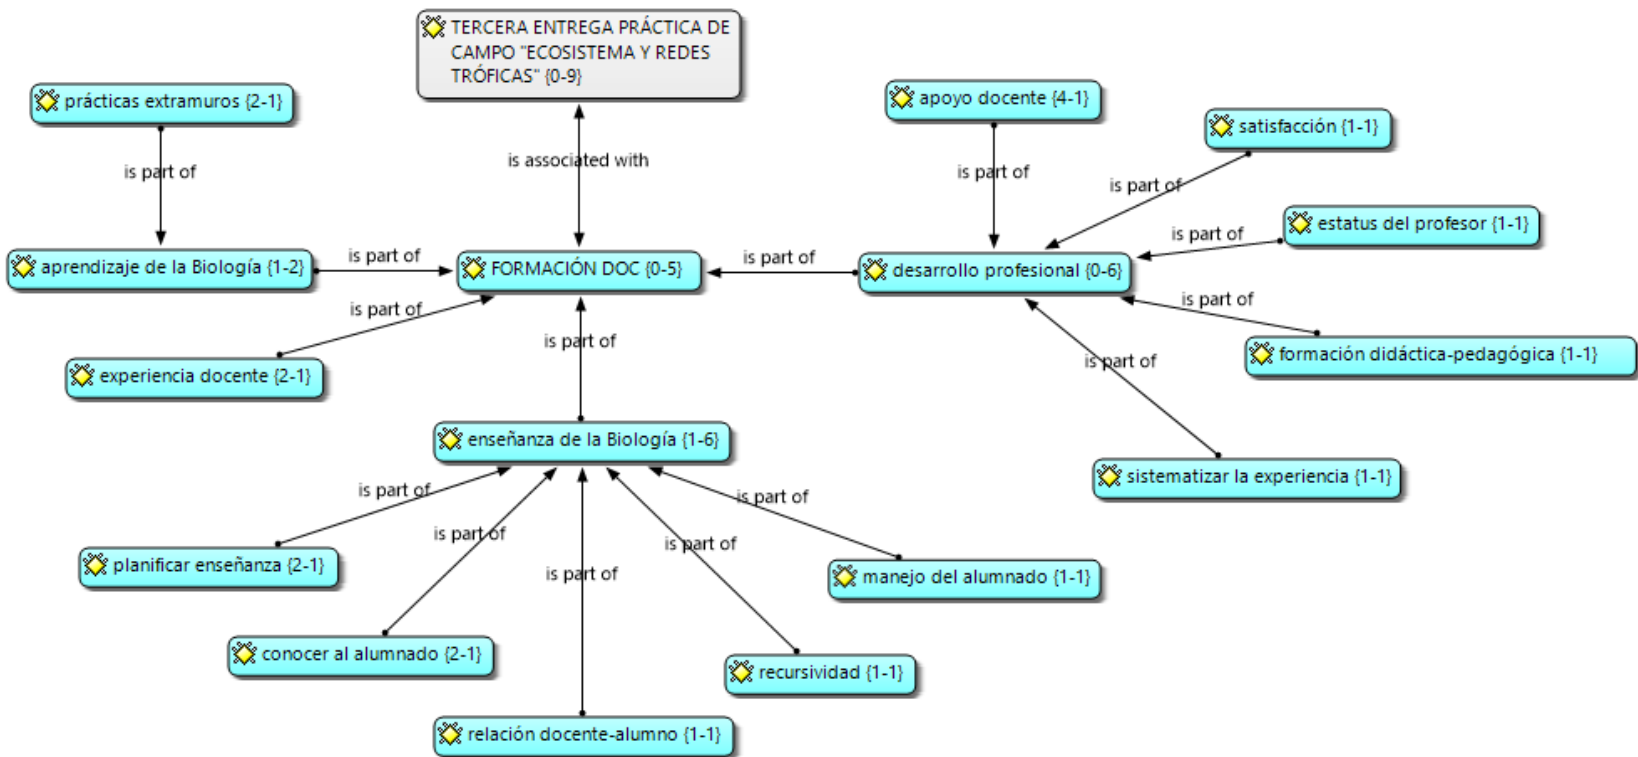 TERCERA ENTREGA PRÁCTICA DE
CAMPO "ECOSISTEMA Y REDES
TRÓFICAS" {0-9}
prácticas extramuros {2-1}
apoyo docente {4-1}
satisfacción {1-1}
is associated with
is part of
is part of
is part of
estatus del profesor {1-1}
is part of
aprendizaje de la Biología {1-2}
is part of
FORMACIÓN DOC {0-5}
is part of
desarrollo profesional {0-6}
is part of
is part of
is part of
formación didáctica-pedagógica {1-1}
is part of
experiencia docente {2-1}
enseñanza de la Biología {1-6}
sistematizar la experiencia {1-1}
is part of
is part of
is part of
is part of
is part of
planificar enseñanza {2-1}
manejo del alumnado {1-1}
conocer al alumnado {2-1}
recursividad {1-1}
relación docente-alumno {1-1}